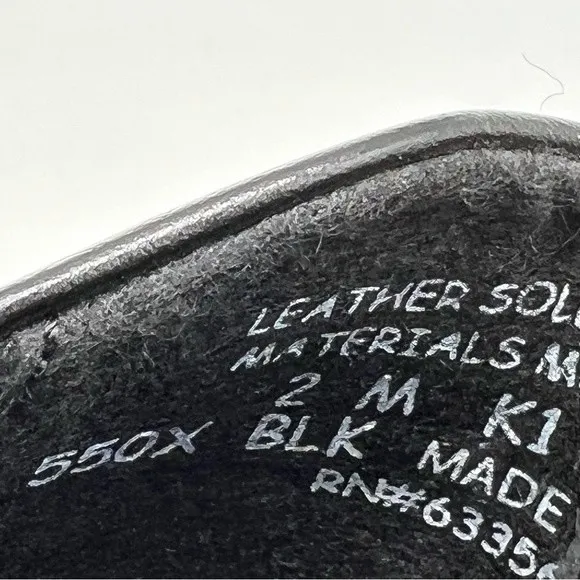 LEATHER SOL
MATERIALS M
2 M K1
550X BLK MADE
RN#6335